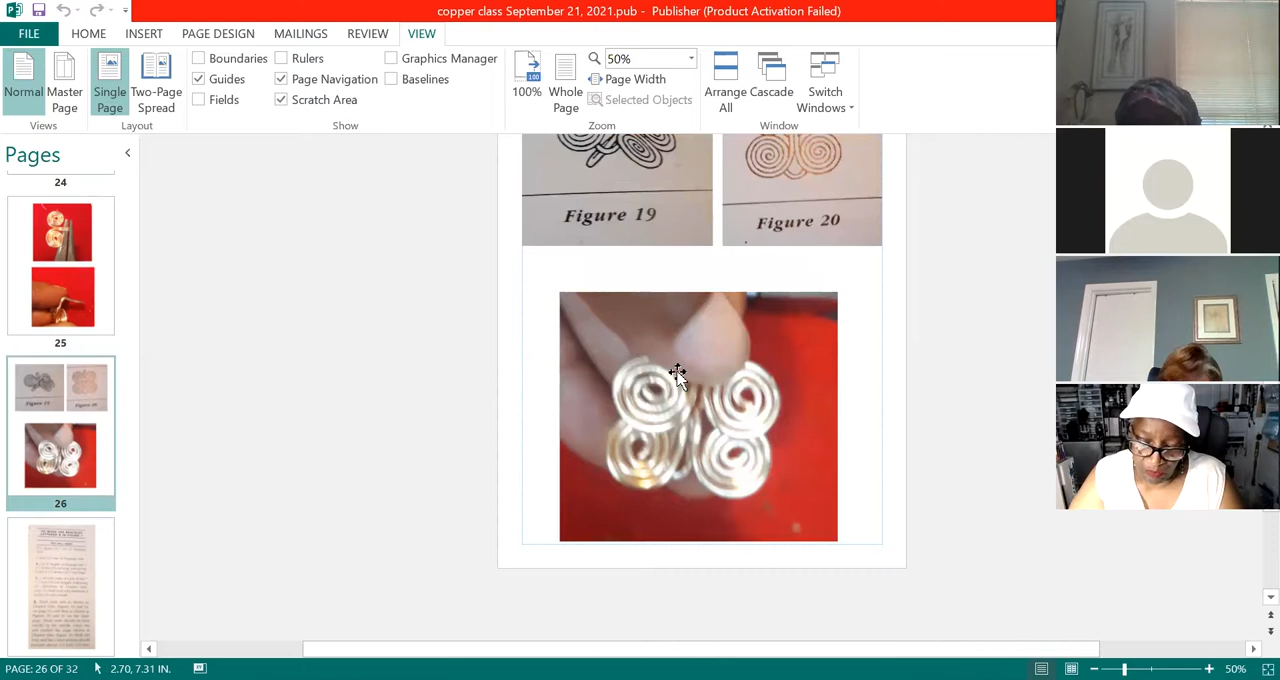 copper class September 21, 2021.pub - Publisher (Product Activation Failed)
FILE HOME INSERT PAGE DESIGN MAILINGS REVIEW VIEW
Normal Master Page Single Page Two-Page Spread
Boundaries Rulers Graphics Manager
Guides Page Navigation Baselines
Fields Scratch Area
100% Whole Page
50%
Page Width
Selected Objects
Arrange All Cascade Switch Windows
Views Layout Show Zoom Window
Pages
24
25
26
Figure 19
Figure 20
PAGE: 26 OF 32 2.70, 7.31 IN. 50%